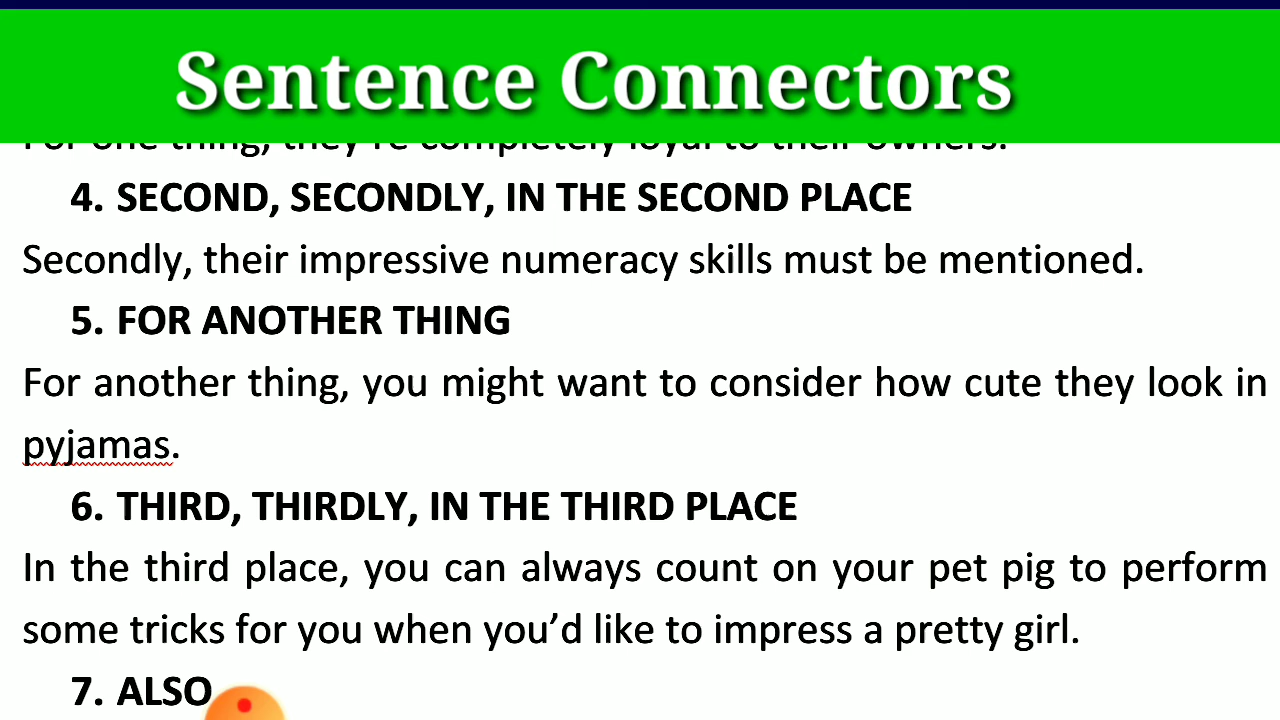 Sentence Connectors
For one thing, they're completely loyal to their owners.
4. SECOND, SECONDLY, IN THE SECOND PLACE
Secondly, their impressive numeracy skills must be mentioned.
5. FOR ANOTHER THING
For another thing, you might want to consider how cute they look in
pyjamas.
6. THIRD, THIRDLY, IN THE THIRD PLACE
In the third place, you can always count on your pet pig to perform
some tricks for you when you’d like to impress a pretty girl.
7. ALSO